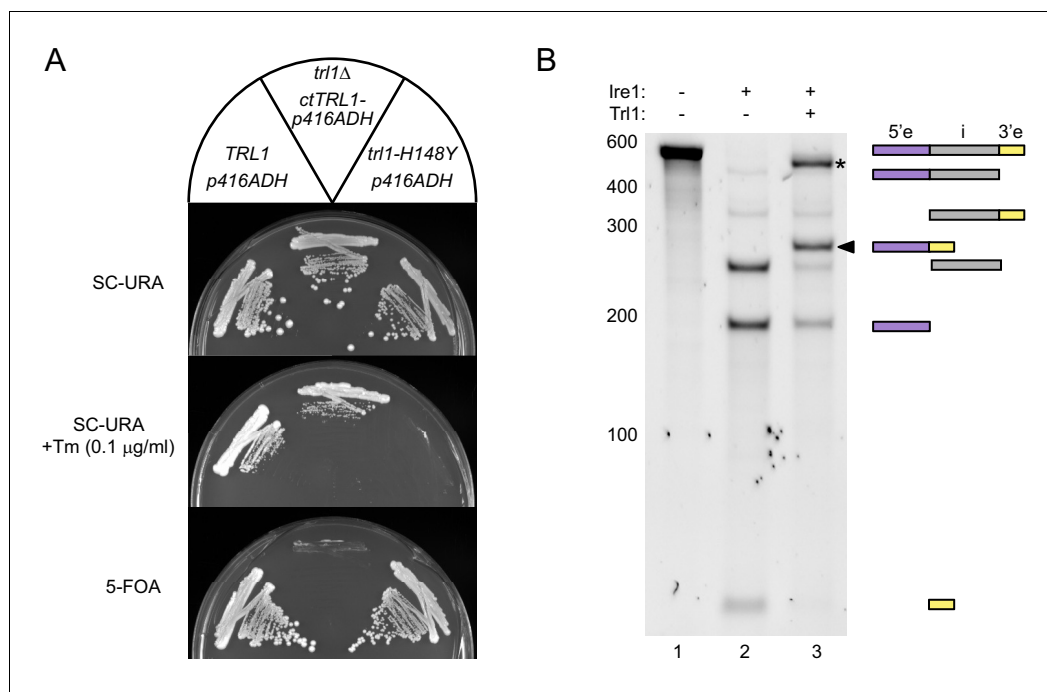 A
trl1Δ
ctTRL1-
p416ADH
TRL1
p416ADH
trl1-H148Y
p416ADH
SC-URA
SC-URA
+Tm (0.1 μg/ml)
5-FOA
B
Ire1: - + +
Trl1: - - +
5'e i 3'e
600
*
400
300
200
100
1 2 3